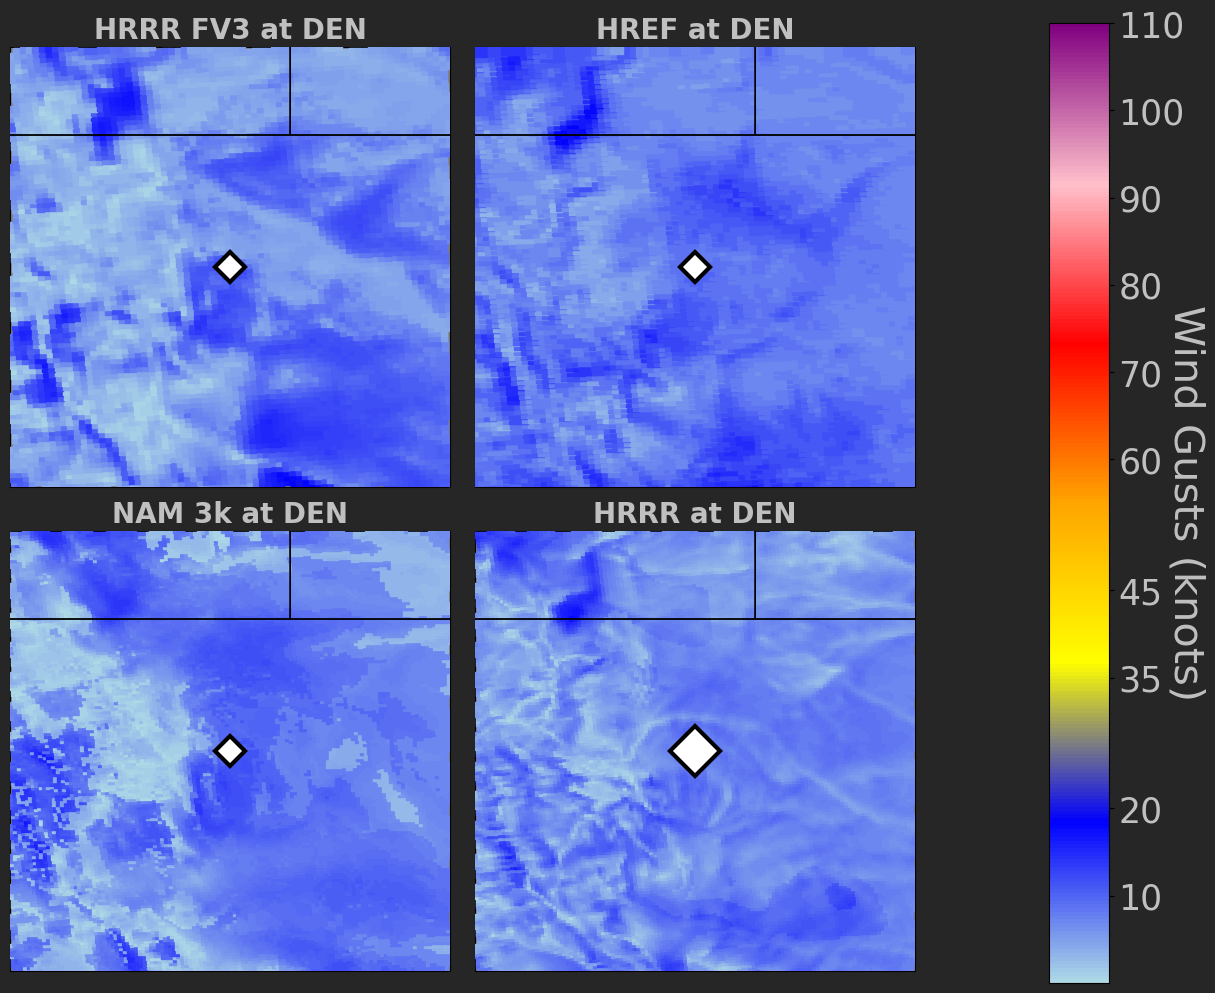 HRRR FV3 at DEN
HREF at DEN
NAM 3k at DEN
HRRR at DEN
110
100
90
80
70
60
45
35
20
10
Wind Gusts (knots)